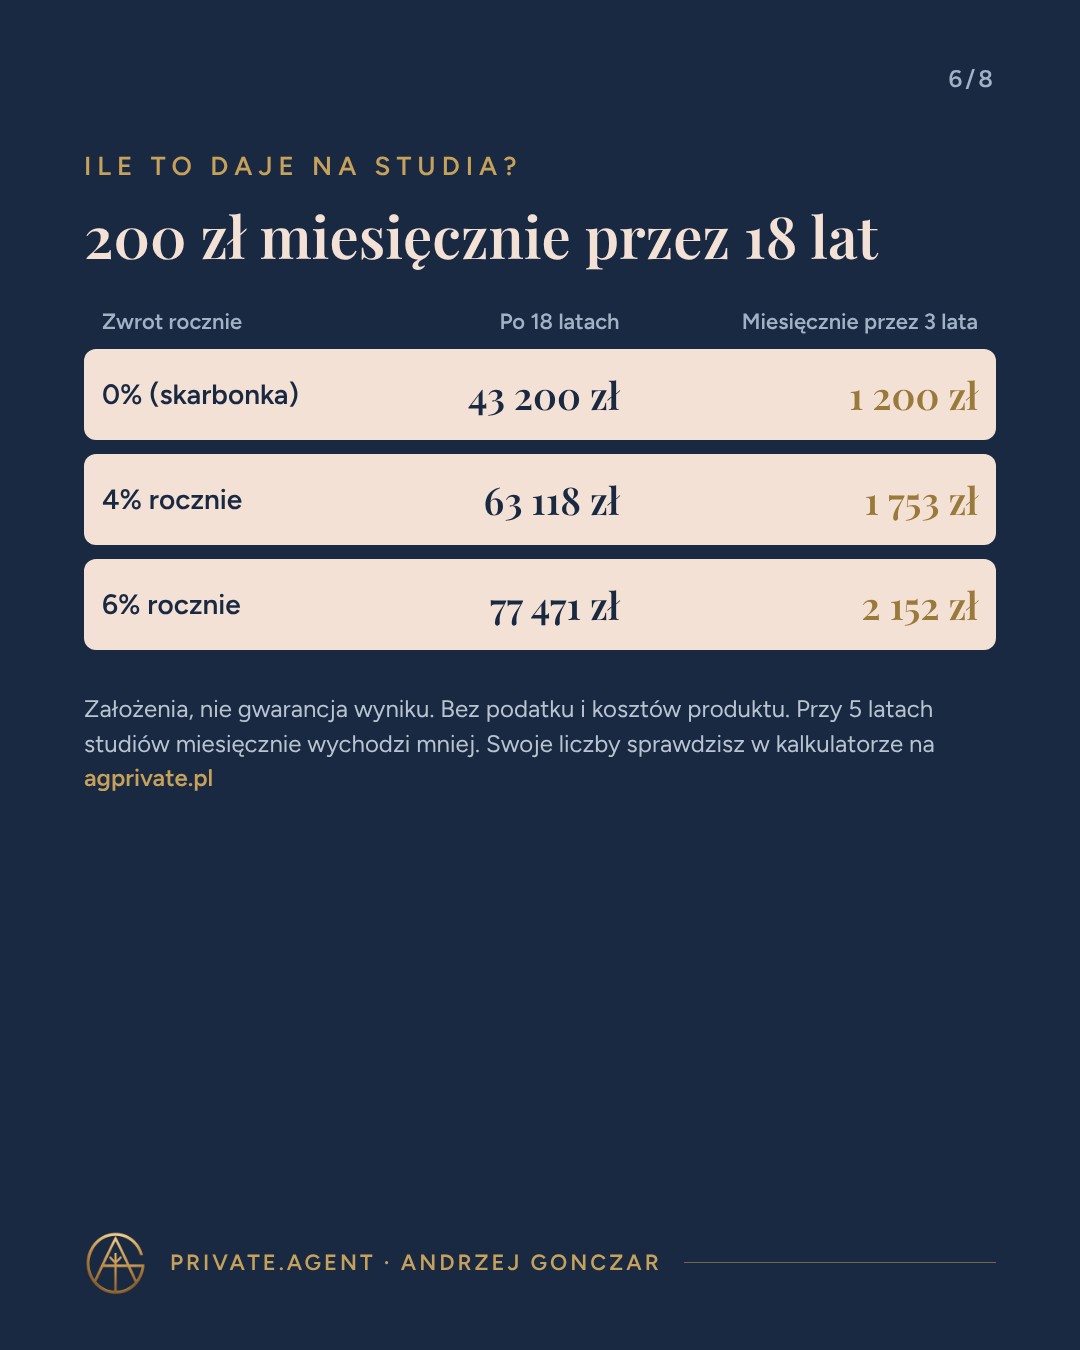 6/8
ILE TO DAJE NA STUDIA?
200 zł miesięcznie przez 18 lat
Zwrot rocznie Po 18 latach Miesięcznie przez 3 lata
0% (skarbonka) 43 200 zł 1 200 zł
4% rocznie 63 118 zł 1 753 zł
6% rocznie 77 471 zł 2 152 zł
Założenia, nie gwarancja wyniku. Bez podatku i kosztów produktu. Przy 5 latach
studiów miesięcznie wychodzi mniej. Swoje liczby sprawdzisz w kalkulatorze na
agprivate.pl
PRIVATE.AGENT · ANDRZEJ GONCZAR